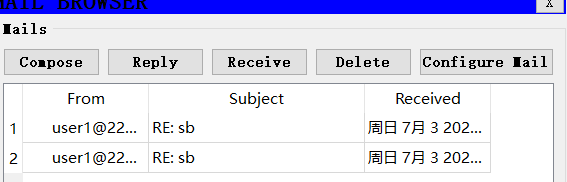 MAIL BROWSER
X
Mails
Compose Reply Receive Delete Configure Mail
From Subject Received
1 user1@22... RE: sb 周日 7月 3 202...
2 user1@22... RE: sb 周日 7月 3 202...